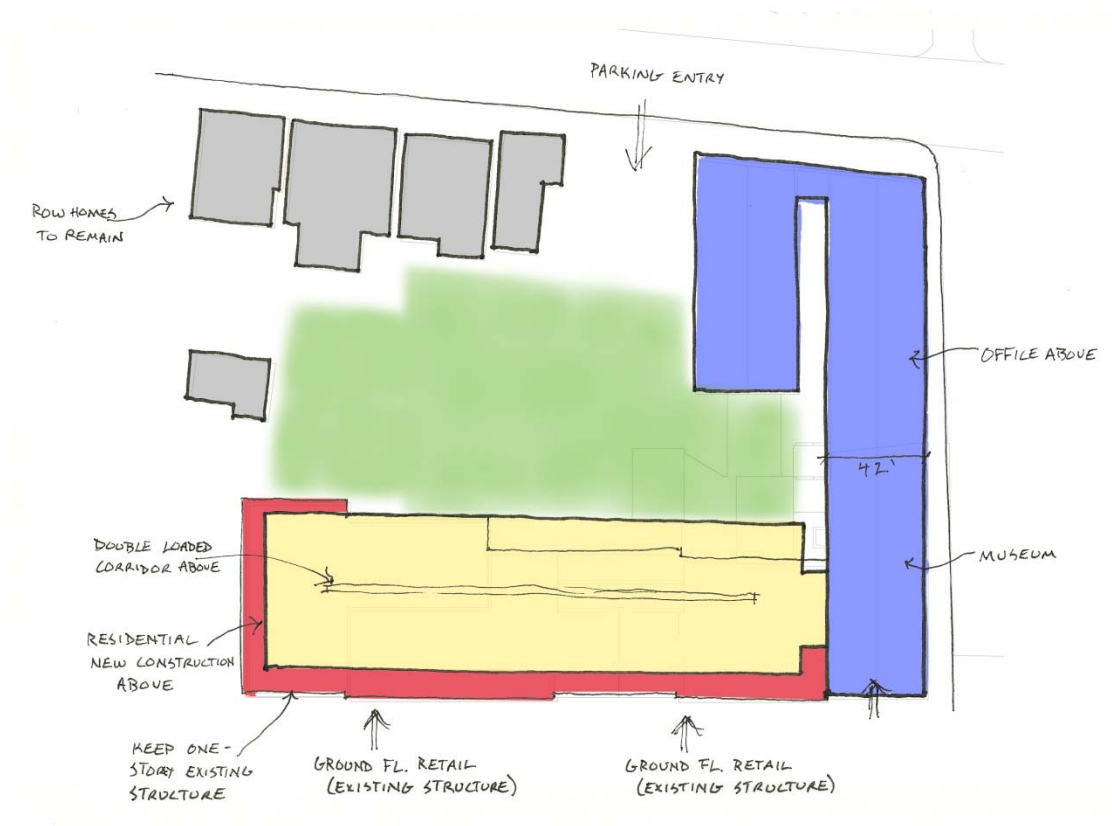 PARKING ENTRY
ROW HOMES
TO REMAIN
OFFICE ABOVE
42'
DOUBLE LOADED
CORRIDOR ABOVE
MUSEUM
RESIDENTIAL
NEW CONSTRUCTION
ABOVE
KEEP ONE-
STOREY EXISTING
STRUCTURE
GROUND FL. RETAIL
(EXISTING STRUCTURE)
GROUND FL. RETAIL
(EXISTING STRUCTURE)